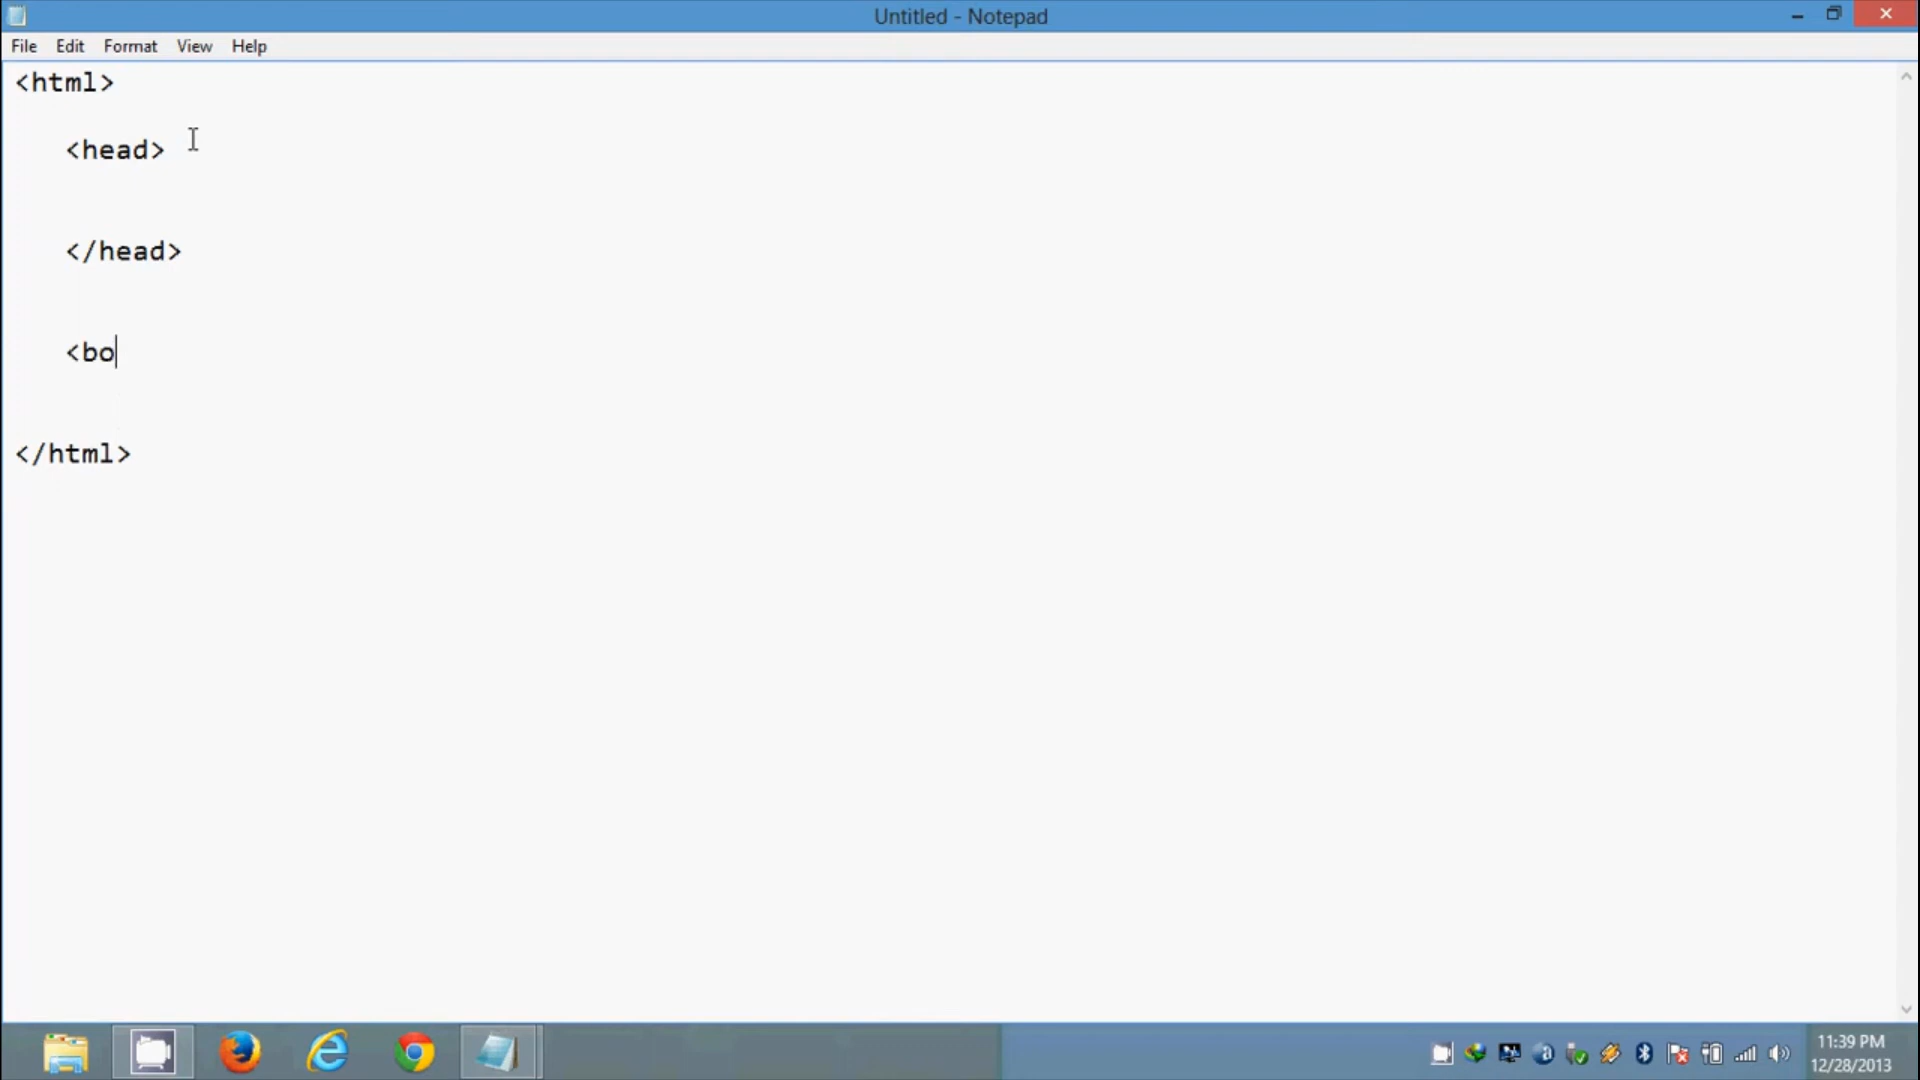 Untitled - Notepad
File Edit Format View Help
<html>
<head>
</head>
<bo
</html>
11:39 PM
12/28/2013